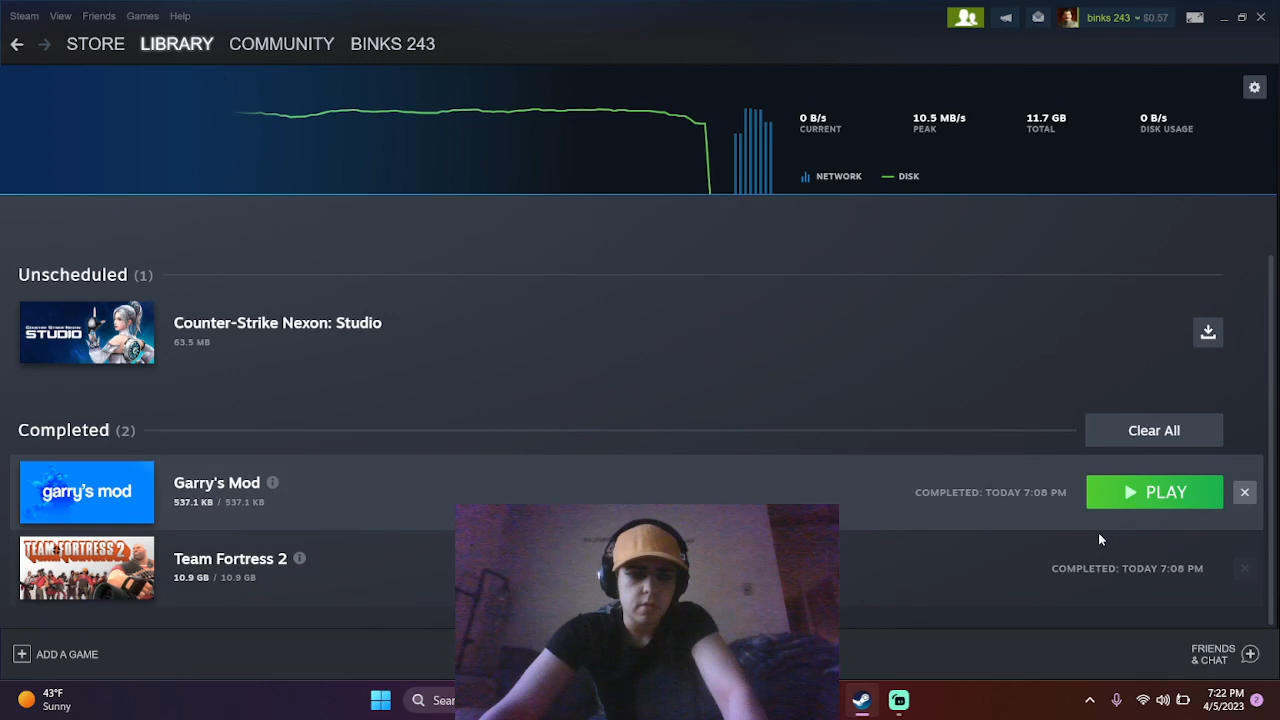 Steam View Friends Games Help
binks 243 $0.57
STORE LIBRARY COMMUNITY BINKS 243
0 B/s 10.5 MB/s 11.7 GB 0 B/s
CURRENT PEAK TOTAL DISK USAGE
NETWORK DISK
Unscheduled (1)
COUNTER-STRIKE NEXON:
STUDIO
Counter-Strike Nexon: Studio
63.5 MB
Completed (2)
Clear All
garry's mod
Garry's Mod
537.1 KB / 537.1 KB
COMPLETED: TODAY 7:08 PM
PLAY
TEAM FORTRESS 2
Team Fortress 2
10.9 GB / 10.9 GB
COMPLETED: TODAY 7:08 PM
ADD A GAME
FRIENDS
& CHAT
43°F
Sunny
Sear
7:22 PM
4/5/2023
2